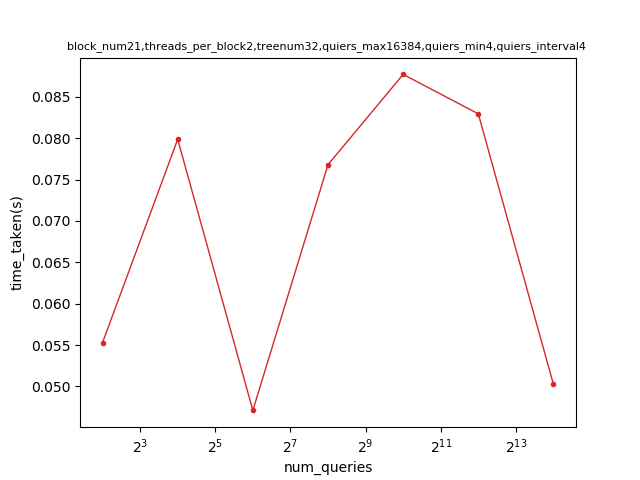 block_num21,threads_per_block2,treenum32,quiers_max16384,quiers_min4,quiers_interval4
time_taken(s)
0.085
0.080
0.075
0.070
0.065
0.060
0.055
0.050
2^3 2^5 2^7 2^9 2^11 2^13
num_queries